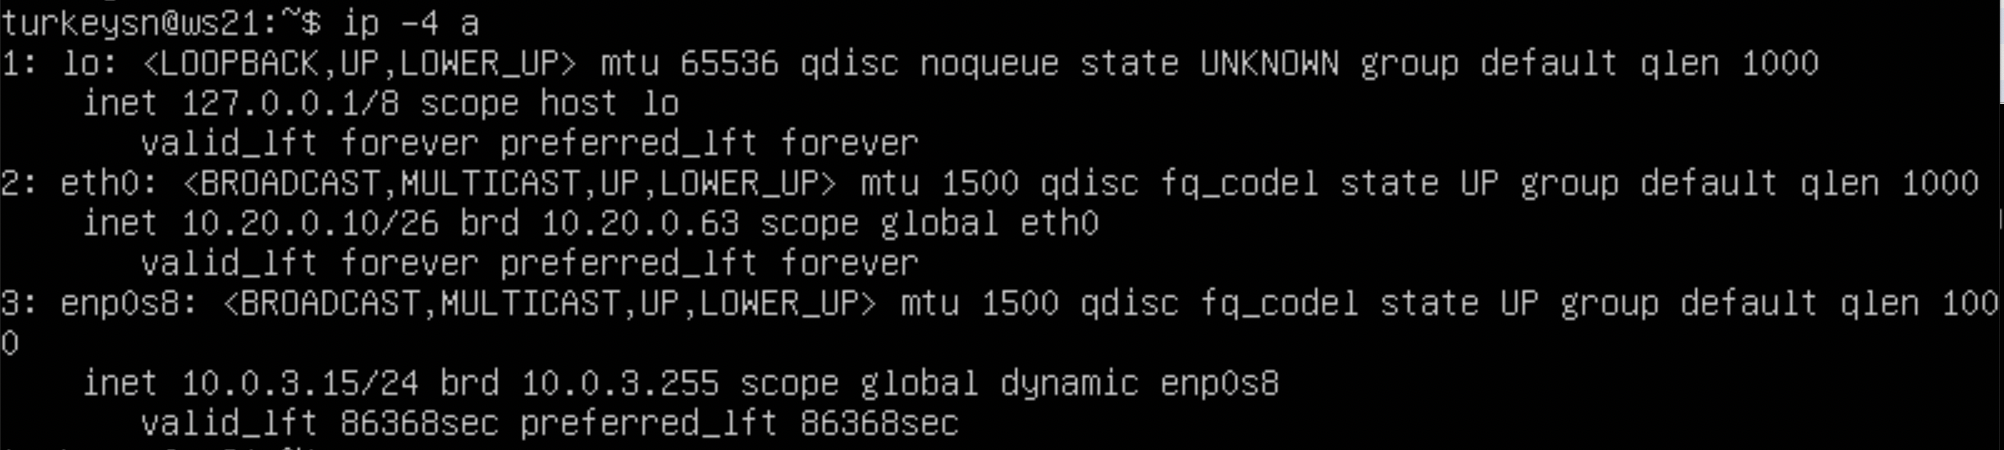 turkeysn@ws21:~$ ip -4 a
1: lo: <LOOPBACK,UP,LOWER_UP> mtu 65536 qdisc noqueue state UNKNOWN group default qlen 1000
    inet 127.0.0.1/8 scope host lo
       valid_lft forever preferred_lft forever
2: eth0: <BROADCAST,MULTICAST,UP,LOWER_UP> mtu 1500 qdisc fq_codel state UP group default qlen 1000
    inet 10.20.0.10/26 brd 10.20.0.63 scope global eth0
       valid_lft forever preferred_lft forever
3: enp0s8: <BROADCAST,MULTICAST,UP,LOWER_UP> mtu 1500 qdisc fq_codel state UP group default qlen 100
0
    inet 10.0.3.15/24 brd 10.0.3.255 scope global dynamic enp0s8
       valid_lft 86368sec preferred_lft 86368sec